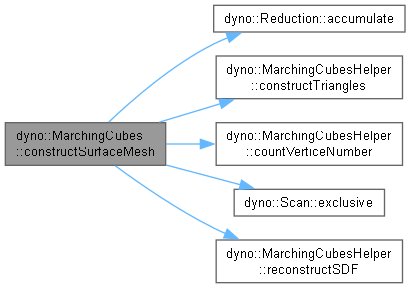 dyno::MarchingCubes
::constructSurfaceMesh
dyno::Reduction::accumulate
dyno::MarchingCubesHelper
::constructTriangles
dyno::MarchingCubesHelper
::countVerticeNumber
dyno::Scan::exclusive
dyno::MarchingCubesHelper
::reconstructSDF